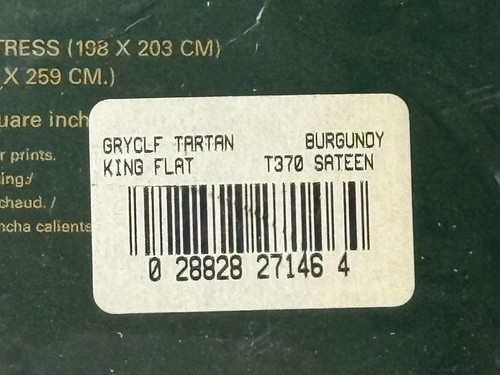 TRESS (198 X 203 CM)
X 259 CM.)
uare inch
r prints.
ing./
chaud. /
ncha caliente
GRYCLF TARTAN BURGUNDY
KING FLAT T370 SATEEN
0 28828 27146 4